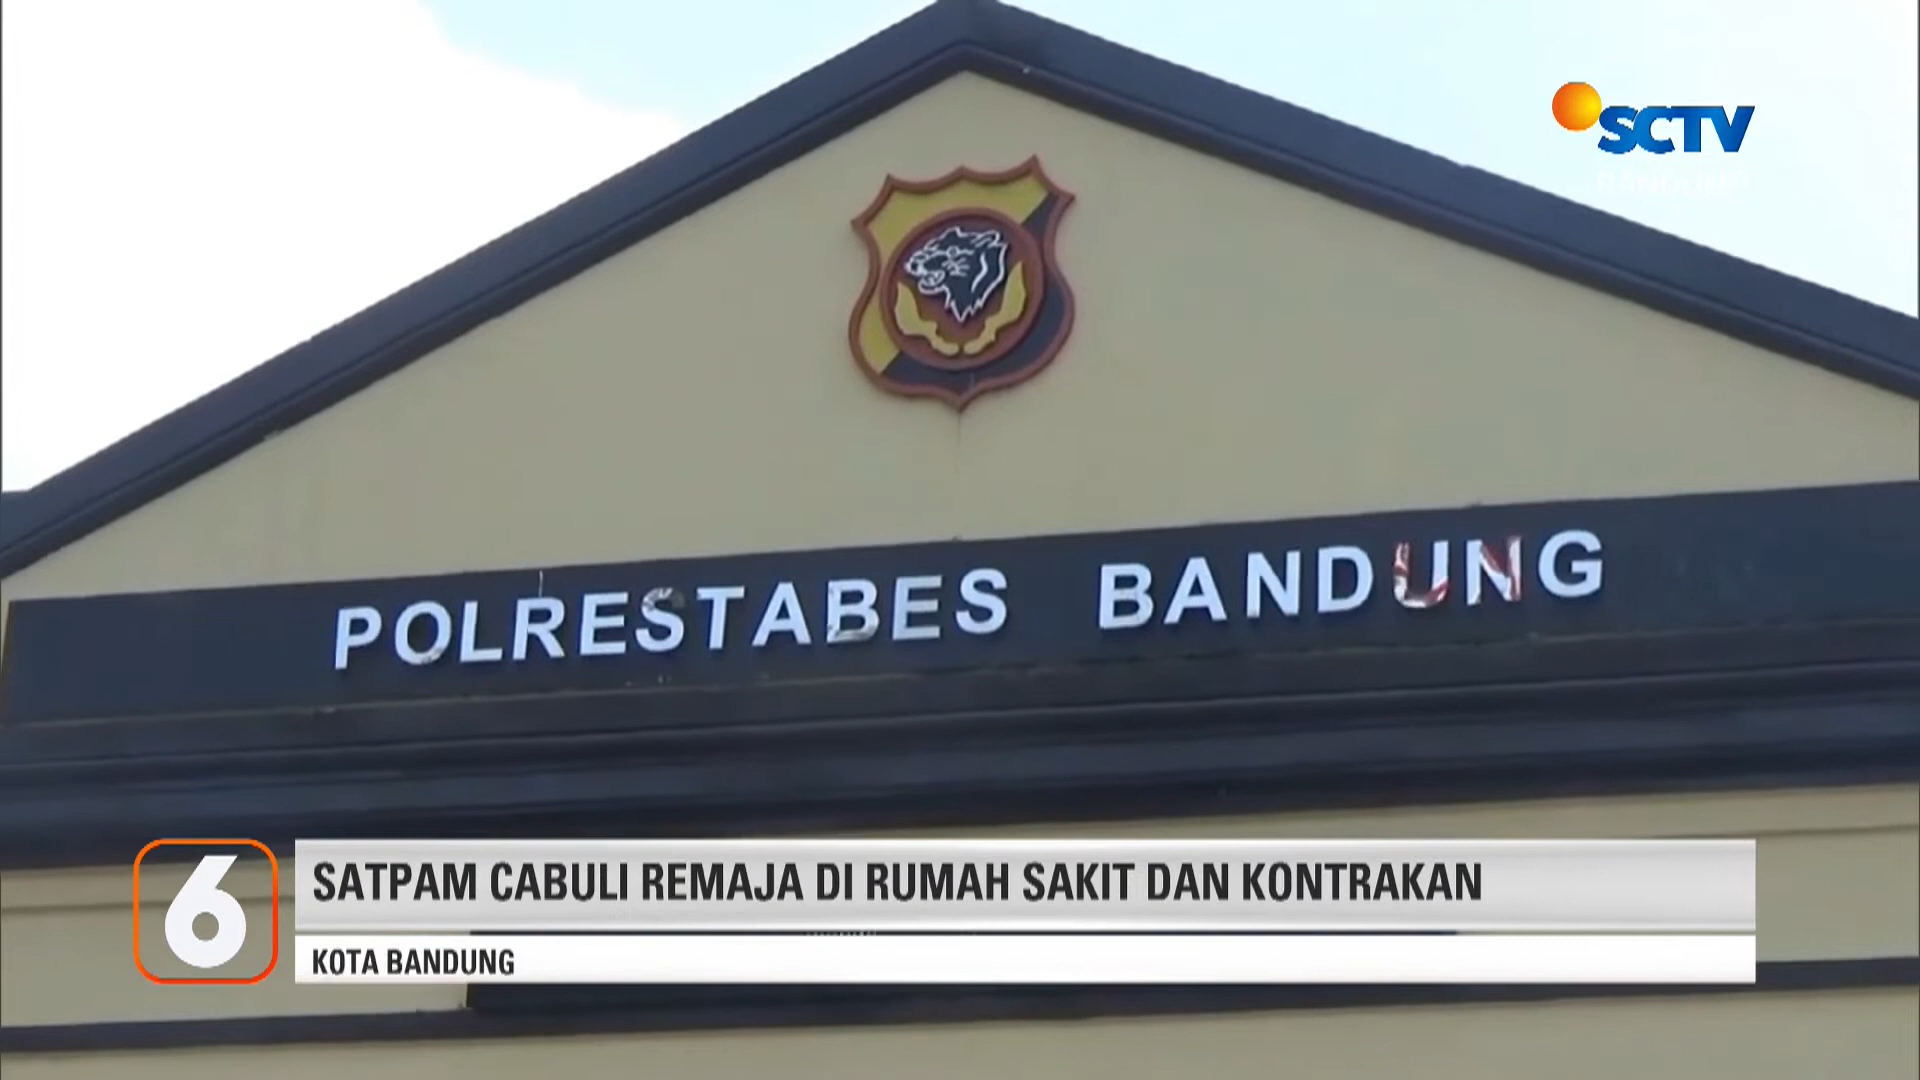 SCTV
POLRESTABES BANDUNG
6
SATPAM CABULI REMAJA DI RUMAH SAKIT DAN KONTRAKAN
KOTA BANDUNG